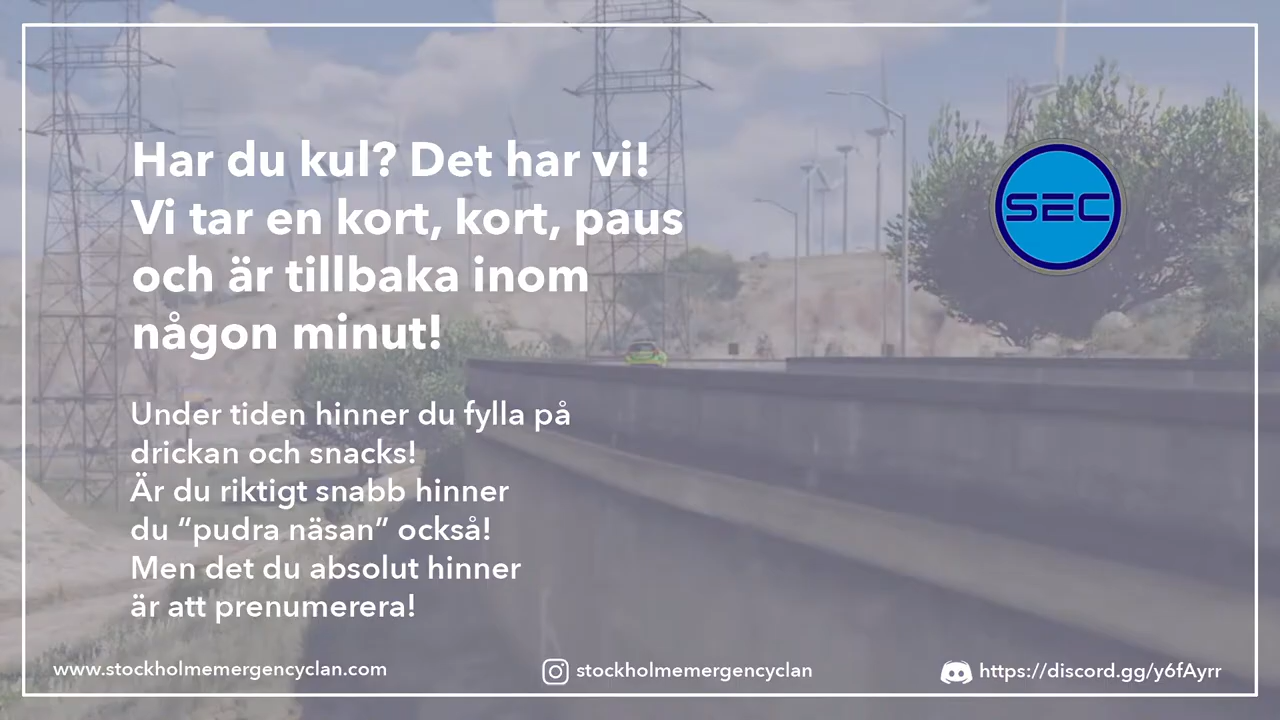 Har du kul? Det har vi!
Vi tar en kort, kort, paus
och är tillbaka inom
någon minut!
SEC
Under tiden hinner du fylla på
drickan och snacks!
Är du riktigt snabb hinner
du ”pudra näsan” också!
Men det du absolut hinner
är att prenumerera!
www.stockholmemergencyclan.com
stockholmemergencyclan
https://discord.gg/y6fAyrr